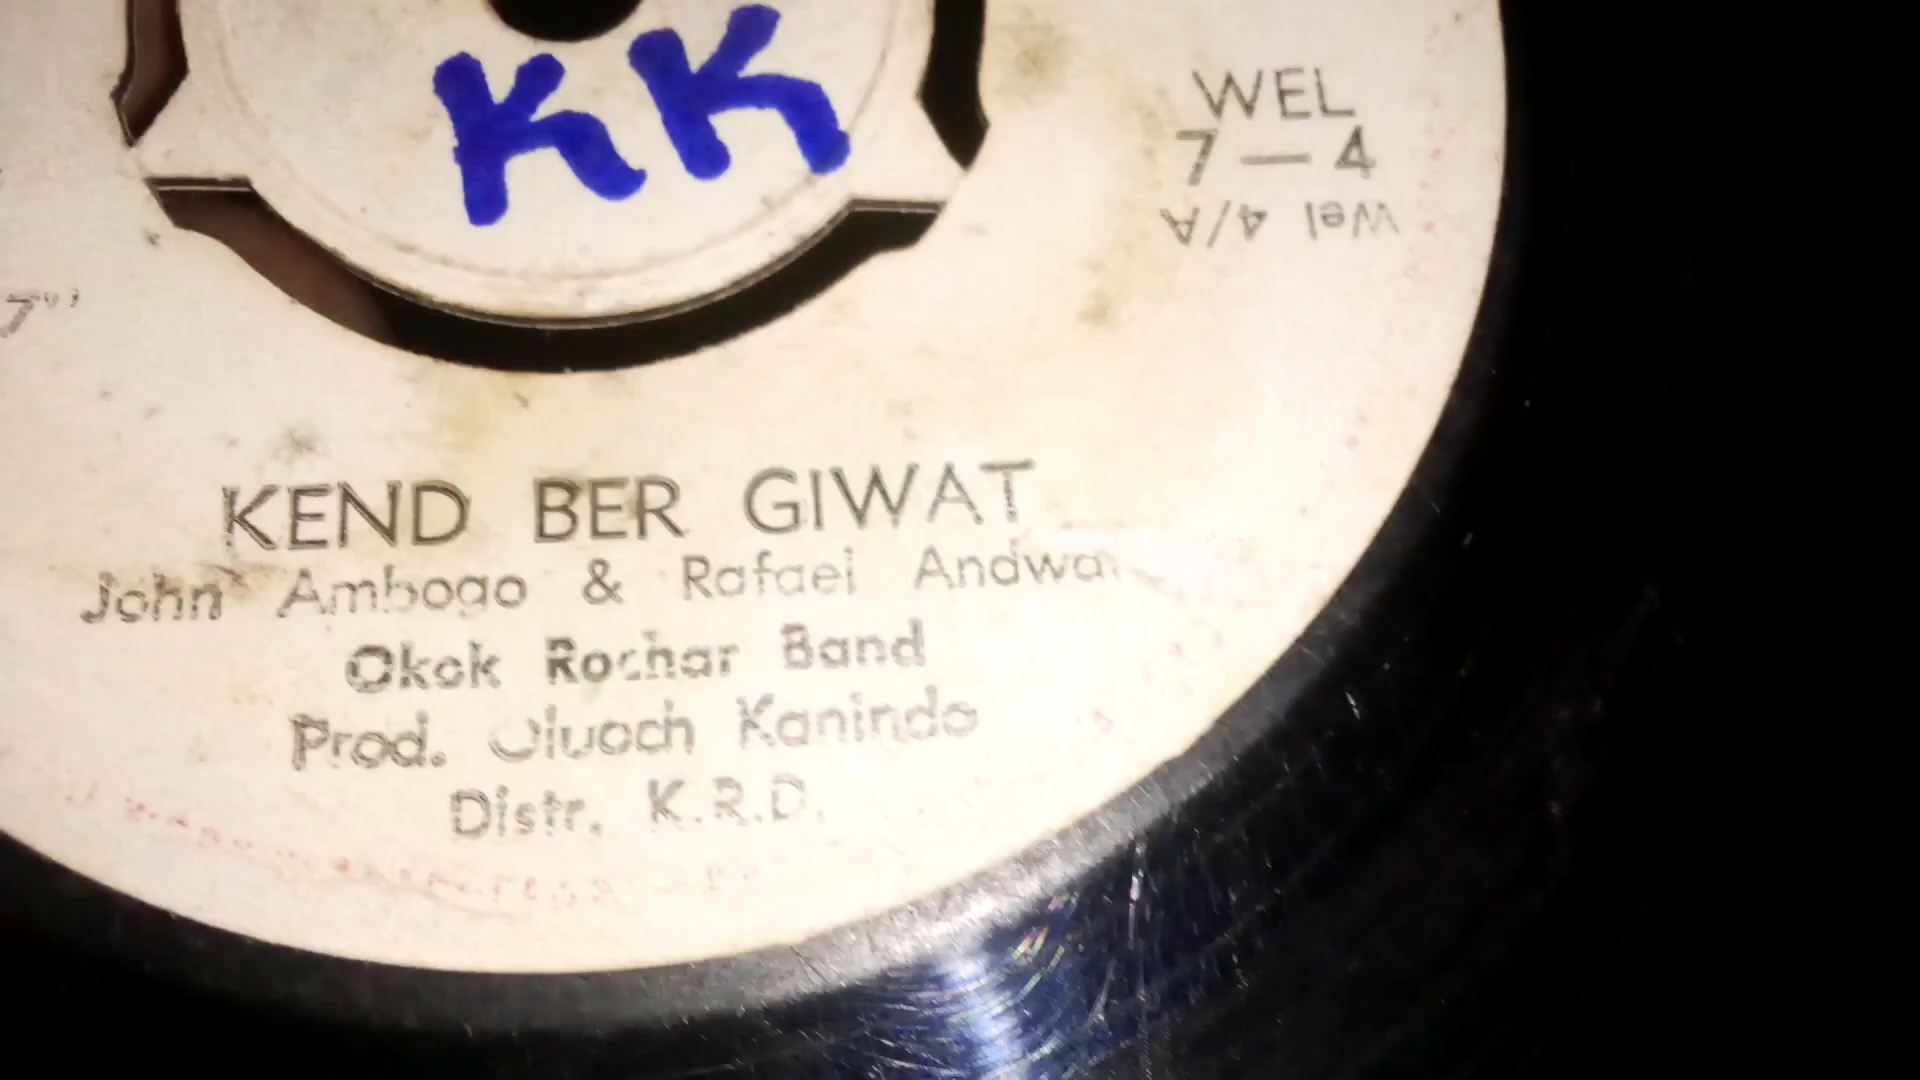 KK
WEL
7 — 4
Wel 4/A
7"
KEND BER GIWAT
John Ambogo & Rafael
Okok Rochar Band
Prod. Oluoch Kanindo
Distr. K.R.D.